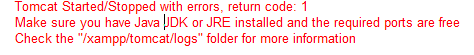 Tomcat Started/Stopped with errors, return code: 1
Make sure you have Java JDK or JRE installed and the required ports are free
Check the "/xampp/tomcat/logs" folder for more information